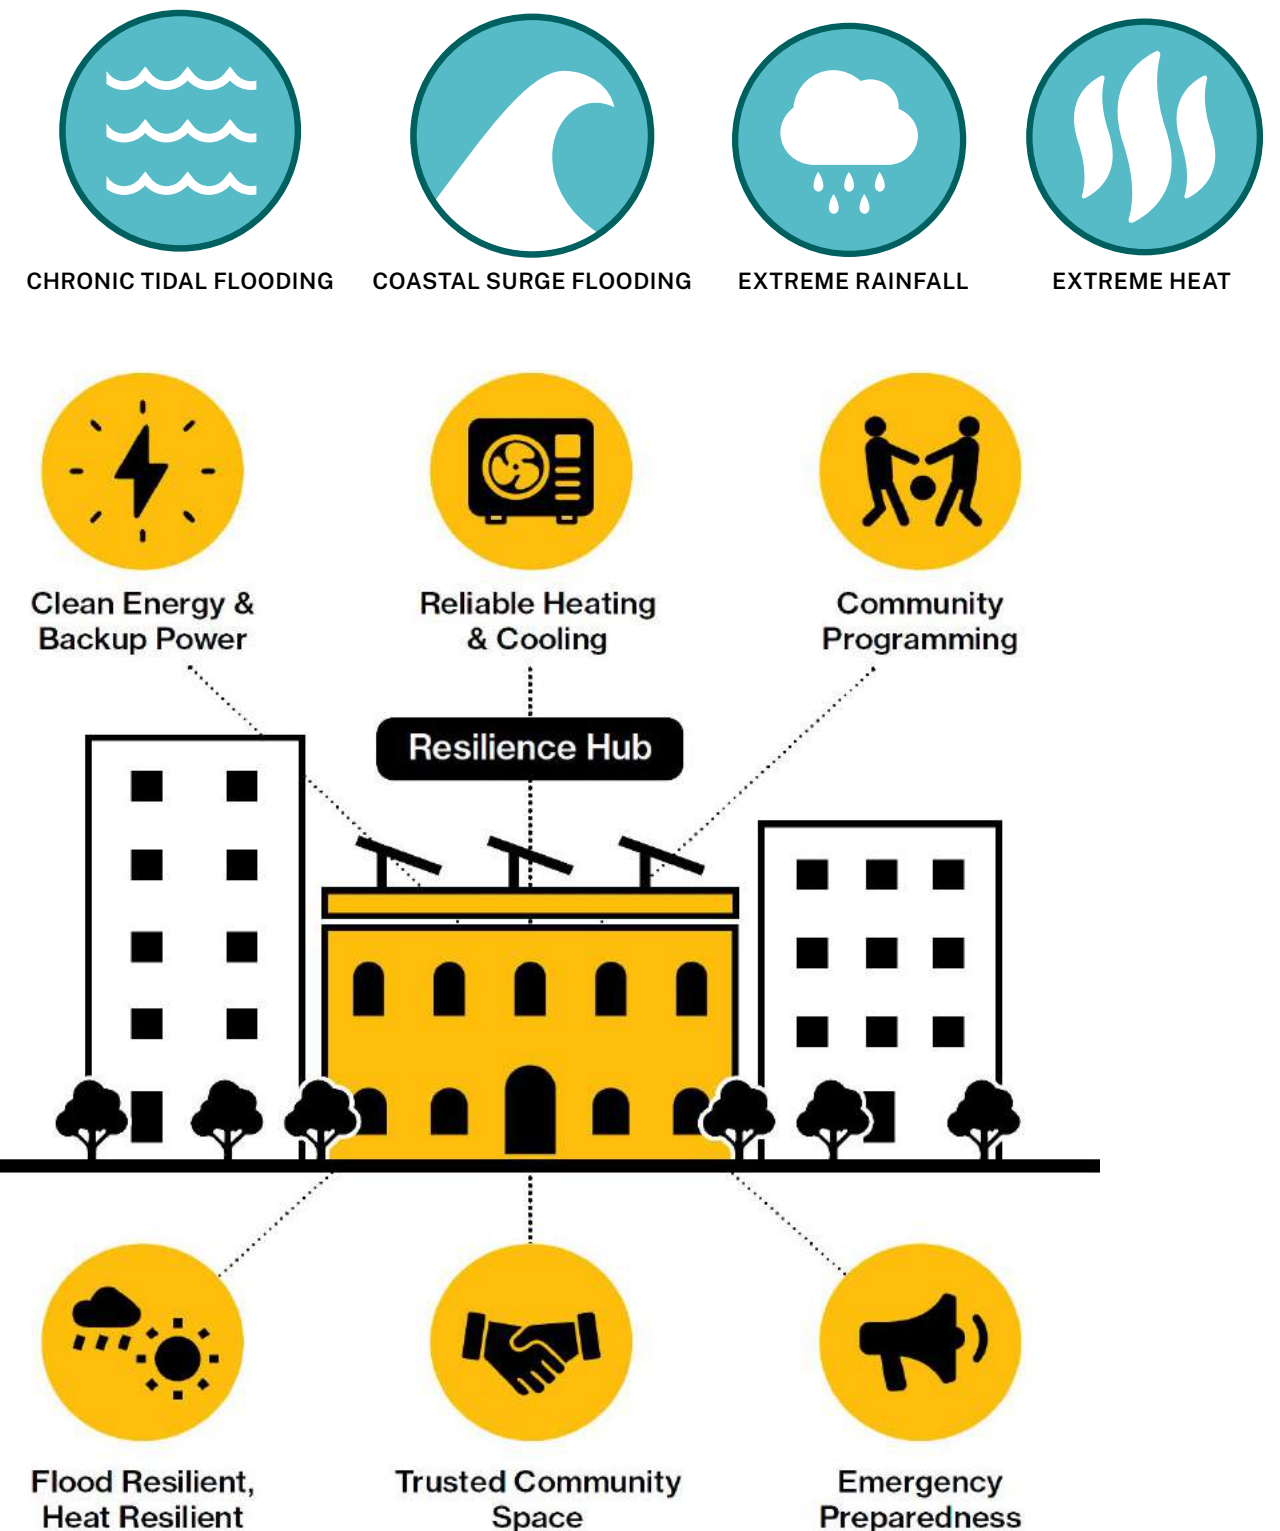 CHRONIC TIDAL FLOODING
COASTAL SURGE FLOODING
EXTREME RAINFALL
EXTREME HEAT
Clean Energy &
Backup Power
Reliable Heating
& Cooling
Community
Programming
Resilience Hub
Flood Resilient,
Heat Resilient
Trusted Community
Space
Emergency
Preparedness